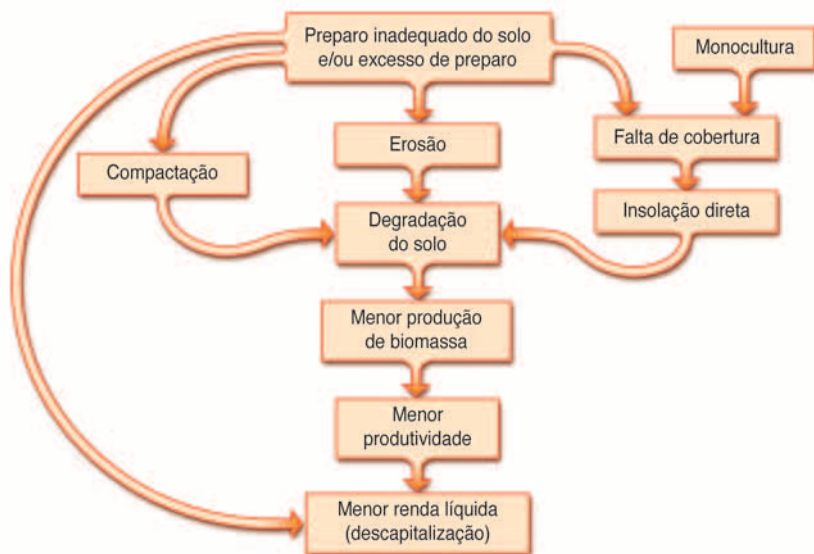 Preparo inadequado do solo
e/ou excesso de preparo
Monocultura
Erosão
Falta de cobertura
Compactação
Insolação direta
Degradação
do solo
Menor produção
de biomassa
Menor
produtividade
Menor renda líquida
(descapitalização)